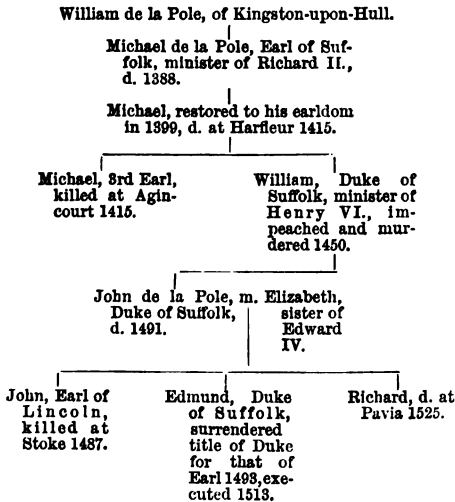 William de la Pole, of Kingston-upon-Hull.
Michael de la Pole, Earl of Suf-
folk, minister of Richard II.,
d. 1388.
Michael, restored to his earldom
in 1399, d. at Harfleur 1415.
Michael, 3rd Earl,
killed at Agin-
court 1415.
William, Duke of
Suffolk, minister of
Henry VI., im-
peached and mur-
dered 1450.
John de la Pole,
Duke of Suffolk,
d. 1491.
m. Elizabeth,
sister of
Edward
IV.
John, Earl of
Lincoln,
killed at
Stoke 1487.
Edmund, Duke
of Suffolk,
surrendered
title of Duke
for that of
Earl 1493, exe-
cuted 1513.
Richard, d. at
Pavia 1525.